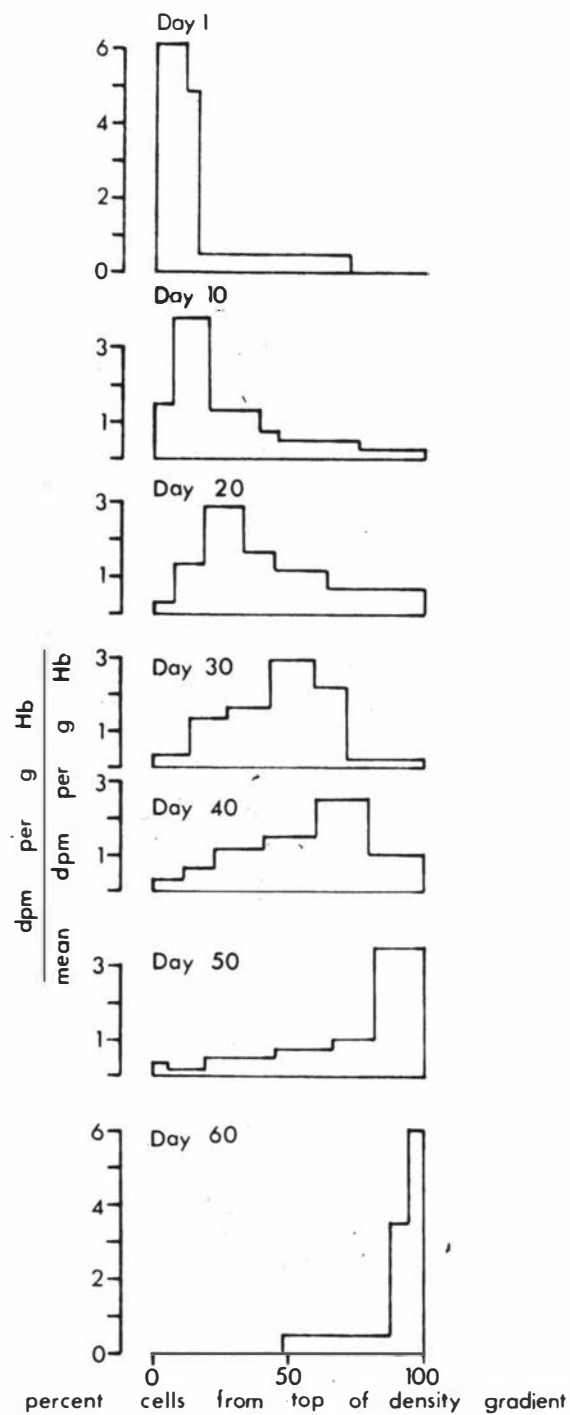 Day 1
6
4
2
0
Day 10
3
1
Day 20
3
1
Day 30
3
1
Day 40
3
1
Day 50
3
1
Day 60
6
4
2
0
0 50 100
percent cells from top of density gradient
dpm per g Hb
mean dpm per g Hb